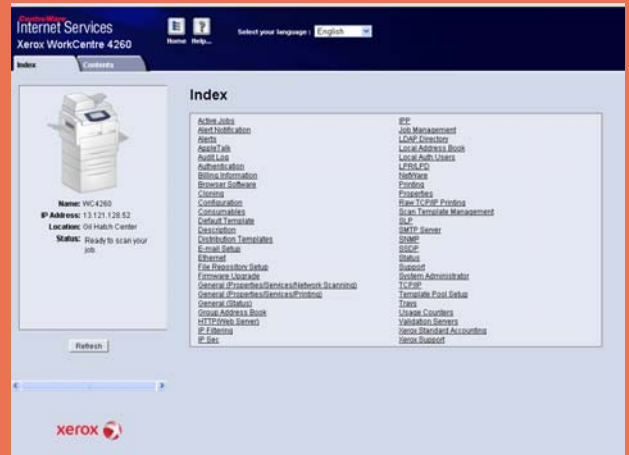 CentreWare
Internet Services
Xerox WorkCentre 4260
Home Help...
Select your language : English
Index Contents
Index
Name: WC4260
IP Address: 13.121.128.52
Location: Gil Hatch Center
Status: Ready to scan your
job.
Refresh
xerox
Active Jobs
Alert Notification
Alerts
AppleTalk
Audit Log
Authentication
Billing Information
Browser Software
Cloning
Configuration
Consumables
Default Template
Description
Distribution Templates
E-mail Setup
Ethernet
File Repository Setup
Firmware Upgrade
General (Properties/Services/Network Scanning)
General (Properties/Services/Printing)
General (Status)
Group Address Book
HTTP(Web Server)
IP Filtering
IP Sec
IPP
Job Management
LDAP Directory
Local Address Book
Local Auth Users
LPR/LPD
NetWare
Printing
Properties
Raw TCP/IP Printing
Scan Template Management
SLP
SMTP Server
SNMP
SSDP
Status
Support
System Administrator
TCP/IP
Template Pool Setup
Trays
Usage Counters
Validation Servers
Xerox Standard Accounting
Xerox Support